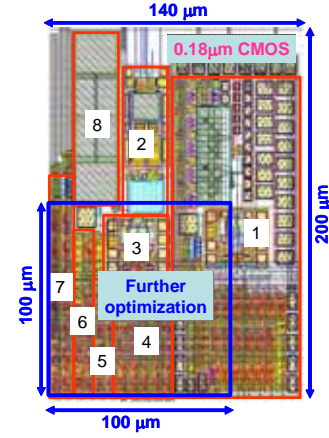 140 μm
0.18μm CMOS
8
2
200 μm
1
3
100 μm
7
Further
optimization
6
4
5
100 μm